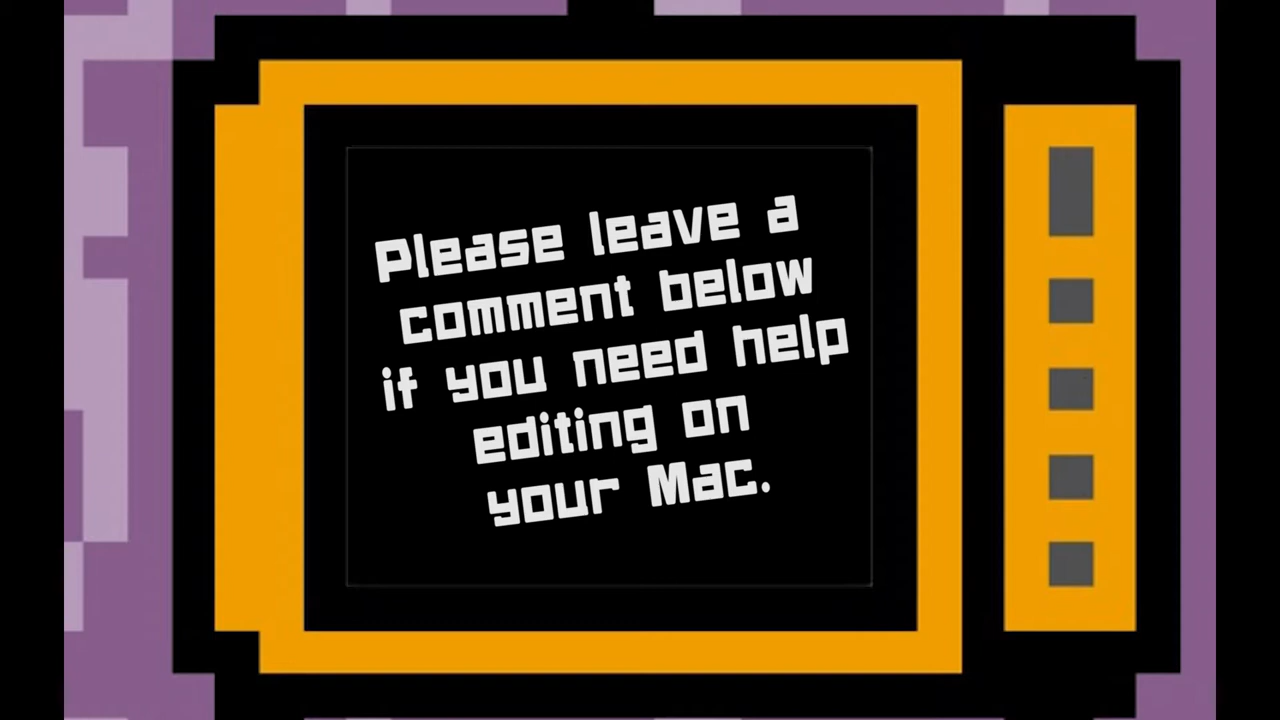 Please leave a
comment below
if you need help
editing on
your Mac.